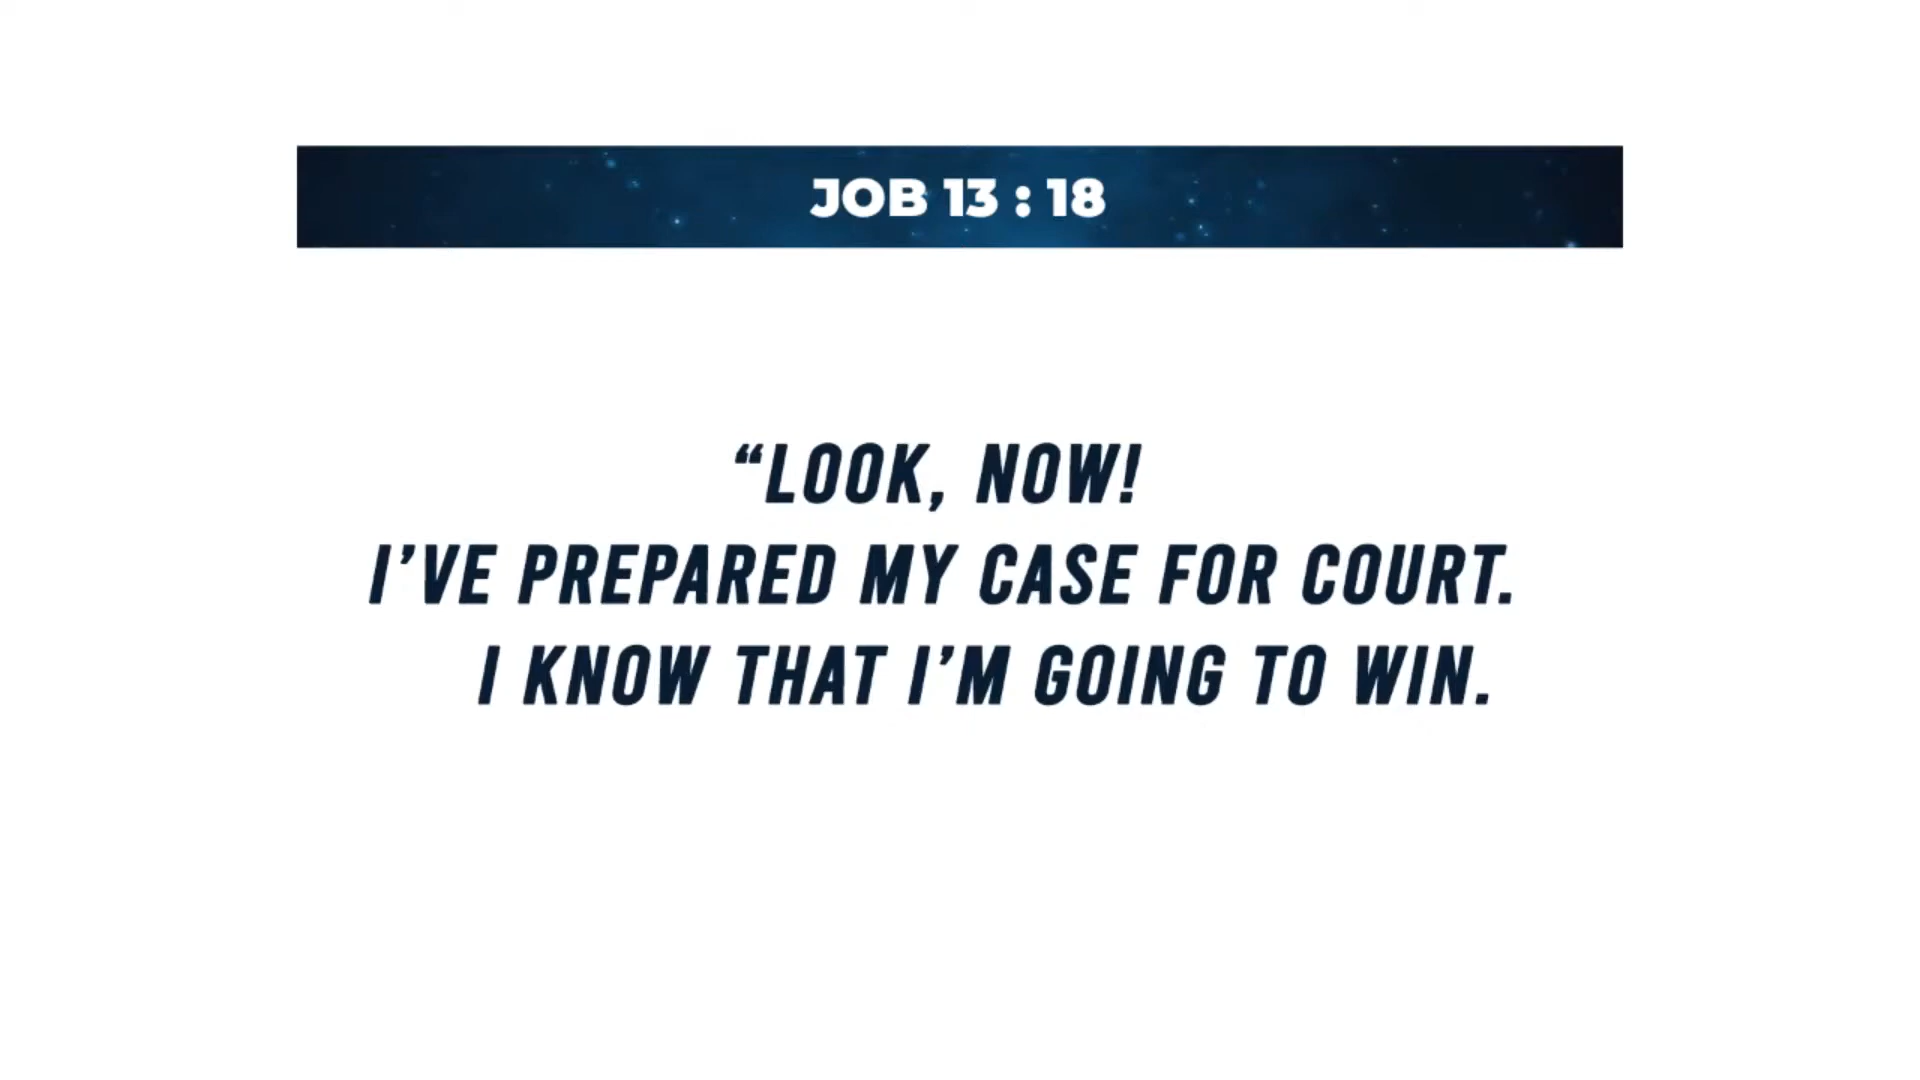 JOB 13 : 18
“LOOK, NOW!
I’VE PREPARED MY CASE FOR COURT.
I KNOW THAT I’M GOING TO WIN.